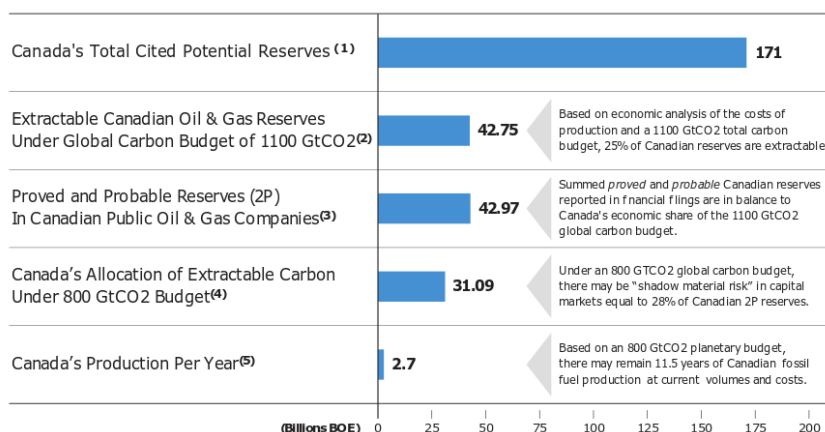 Canada's Total Cited Potential Reserves (1)
171
Extractable Canadian Oil & Gas Reserves
Under Global Carbon Budget of 1100 GtCO2(2)
42.75
Based on economic analysis of the costs of
production and a 1100 GtCO2 total carbon
budget, 25% of Canadian reserves are extractable
Proved and Probable Reserves (2P)
In Canadian Public Oil & Gas Companies(3)
42.97
Summed proved and probable Canadian reserves
reported in fnancial flings are in balance to
Canada's economic share of the 1100 GtCO2
global carbon budget.
Canada’s Allocation of Extractable Carbon
Under 800 GtCO2 Budget(4)
31.09
Under an 800 GTCO2 global carbon budget,
there may be “shadow material risk” in capital
markets equal to 28% of Canadian 2P reserves.
Canada’s Production Per Year(5)
2.7
Based on an 800 GtCO2 planetary budget,
there may remain 11.5 years of Canadian fossil
fuel production at current volumes and costs.
(Billions BOE) 0 25 50 75 100 125 150 175 200